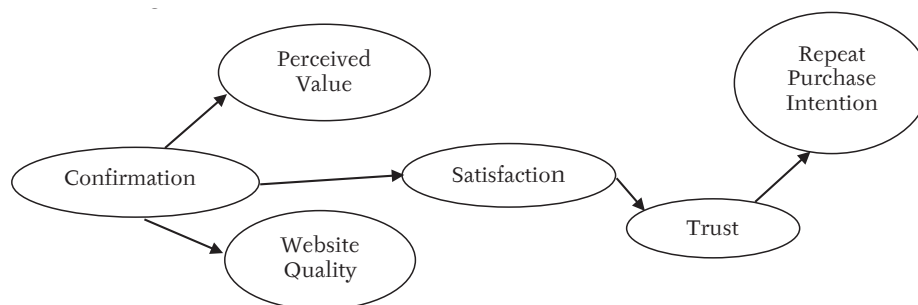 Perceived
Value
Repeat
Purchase
Intention
Confirmation
Satisfaction
Trust
Website
Quality